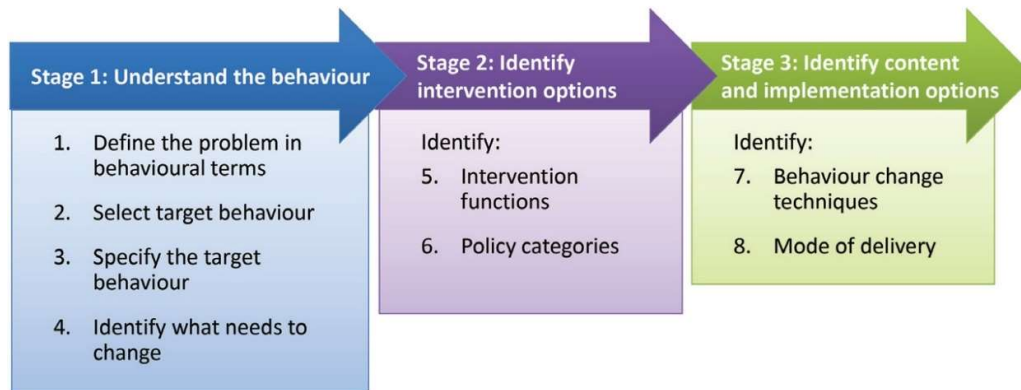 Stage 1: Understand the behaviour
1. Define the problem in
behavioural terms
2. Select target behaviour
3. Specify the target
behaviour
4. Identify what needs to
change
Stage 2: Identify
intervention options
Identify:
5. Intervention
functions
6. Policy categories
Stage 3: Identify content
and implementation options
Identify:
7. Behaviour change
techniques
8. Mode of delivery